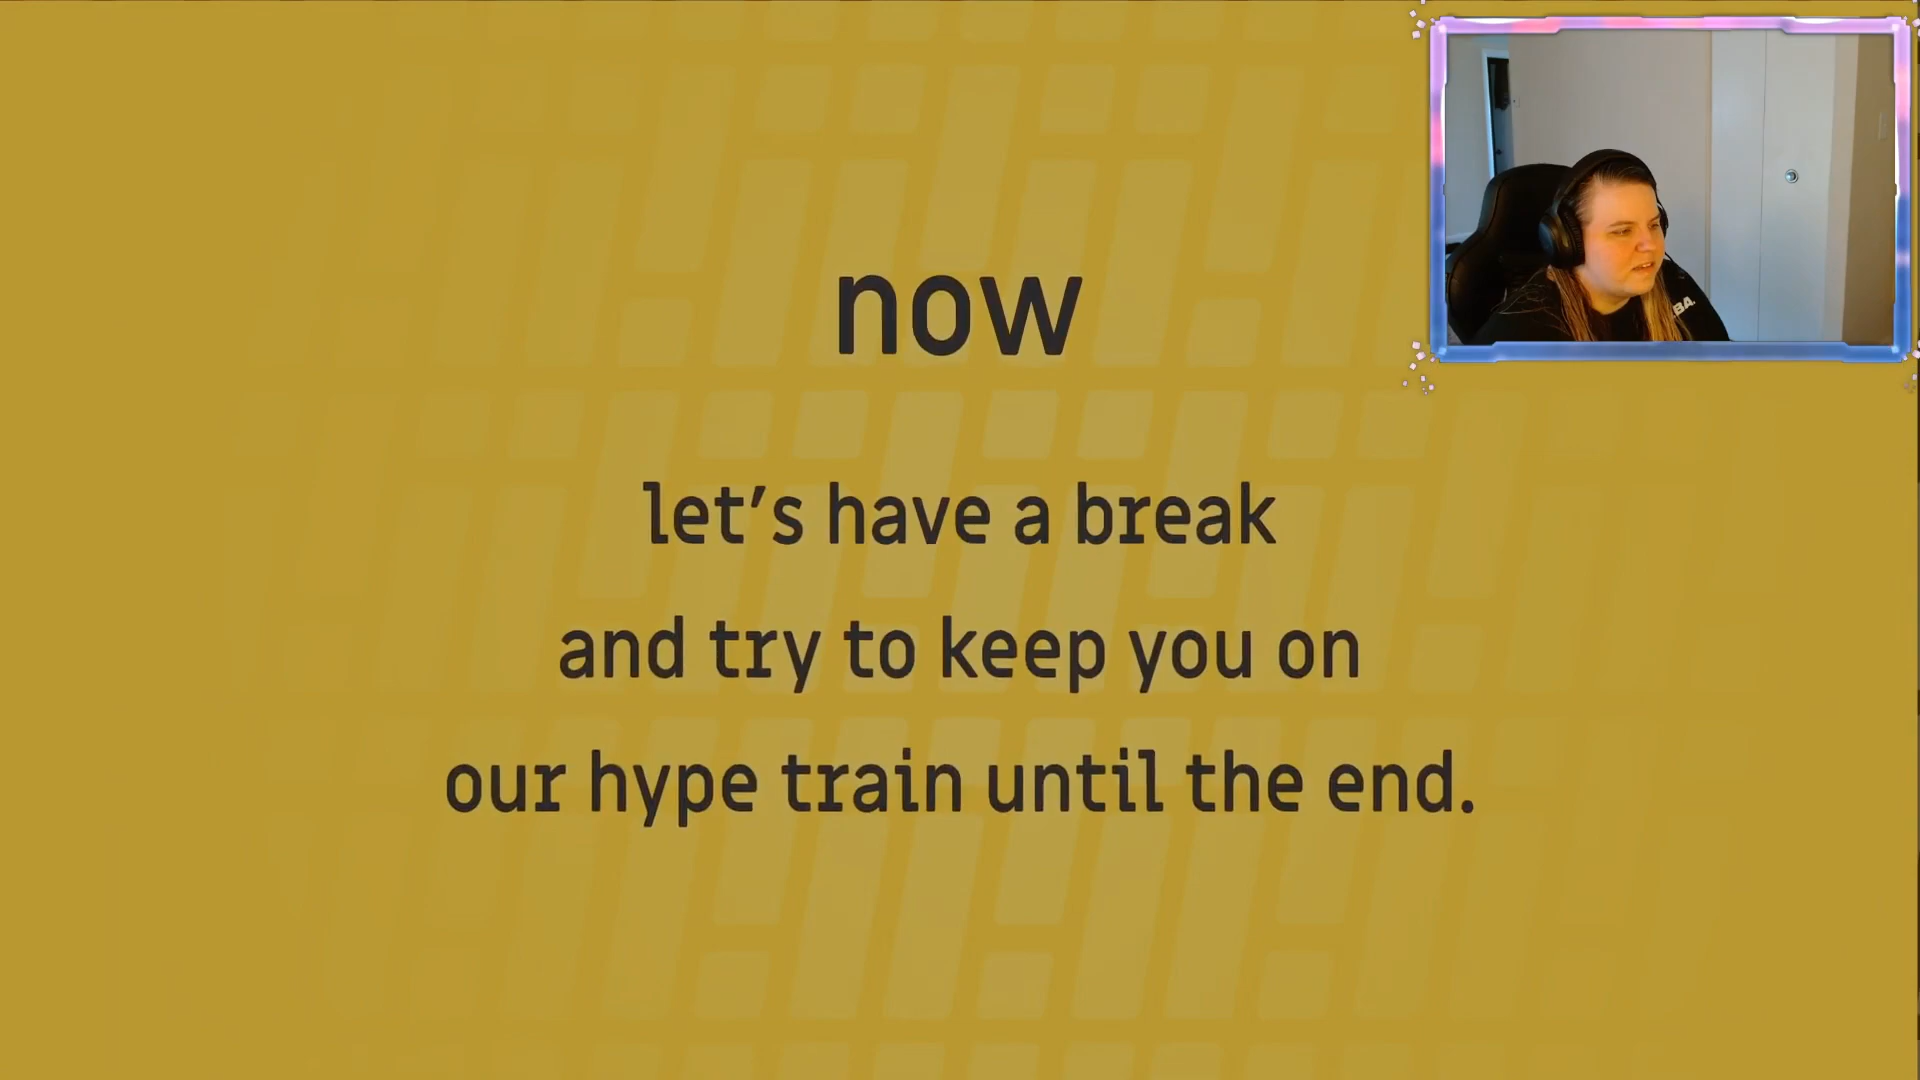 now
let's have a break
and try to keep you on
our hype train until the end.